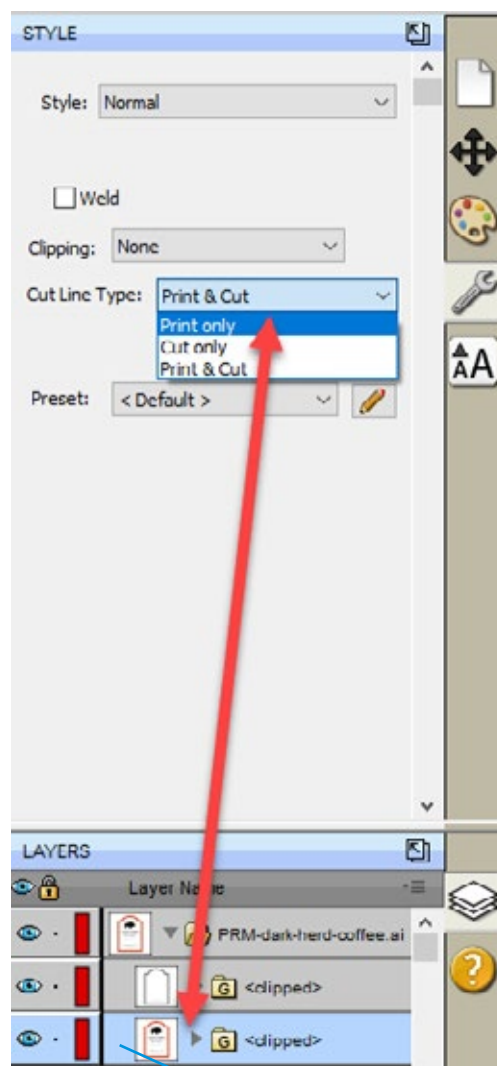 STYLE
Style: Normal
Weld
Clipping: None
Cut Line Type: Print & Cut
Print only
Cut only
Print & Cut
Preset: < Default >
AA
LAYERS
Layer Name
PRM-dark-herd-coffee.ai
G <clipped>
G <clipped>